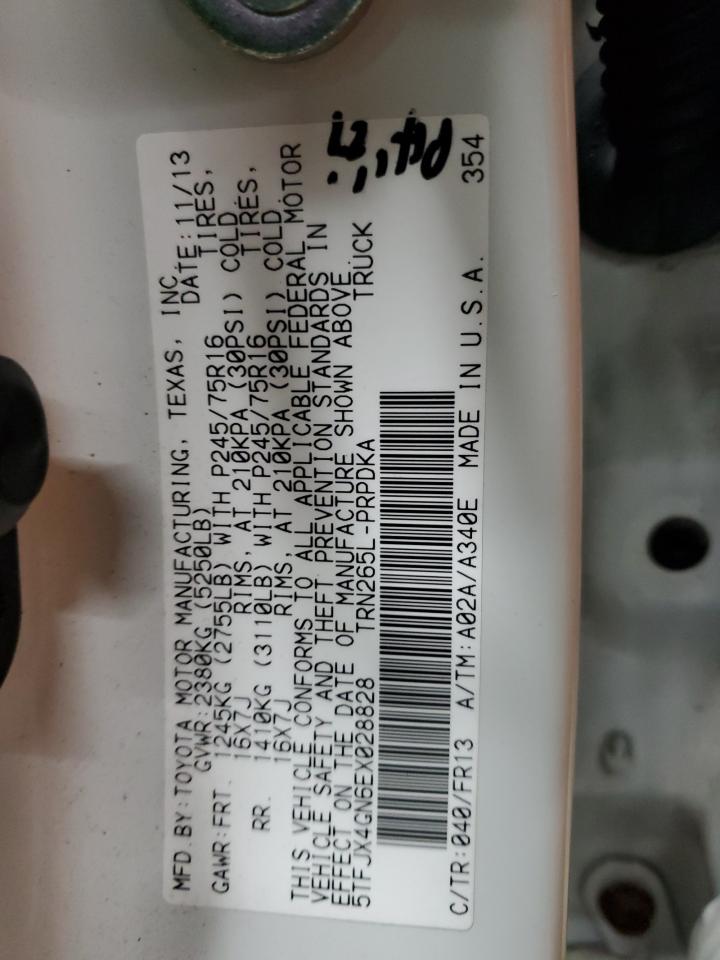 MFD.BY:TOYOTA MOTOR MANUFACTURING, TEXAS, INC.
GVWR:2380KG (5250LB) DATE:11/13
GAWR:FRT. 1245KG (2755LB) WITH P245/75R16 TIRES,
16X7J RIMS, AT 210KPA (30PSI) COLD
RR. 1410KG (3110LB) WITH P245/75R16 TIRES,
16X7J RIMS, AT 210KPA (30PSI) COLD
THIS VEHICLE CONFORMS TO ALL APPLICABLE FEDERAL MOTOR
VEHICLE SAFETY AND THEFT PREVENTION STANDARDS IN
EFFECT ON THE DATE OF MANUFACTURE SHOWN ABOVE.
5TFJX4GN6EX028828 TRN265L-PRPDKA TRUCK
C/TR:040/FR13 A/TM:A02A/A340E MADE IN U.S.A. 354